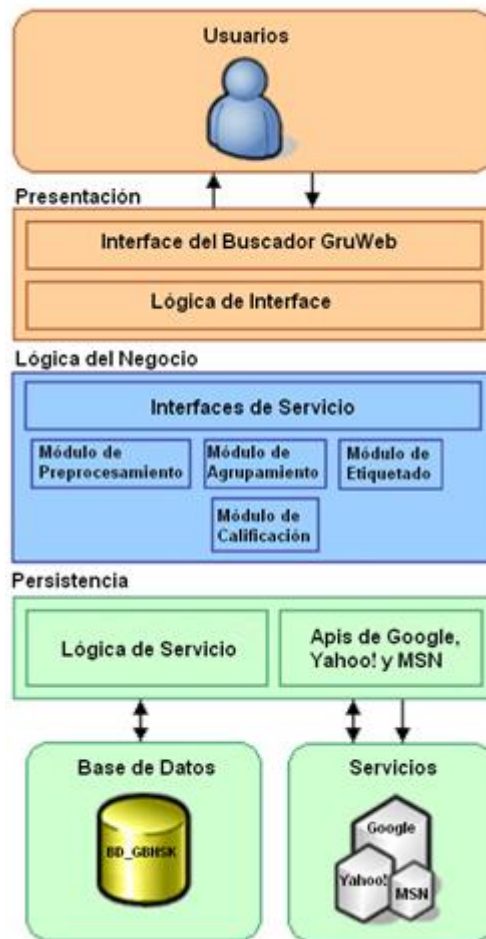 Usuarios
Presentación
Interface del Buscador GruWeb
Lógica de Interface
Lógica del Negocio
Interfaces de Servicio
Módulo de
Preprocesamiento
Módulo de
Agrupamiento
Módulo de
Etiquetado
Módulo de
Calificación
Persistencia
Lógica de Servicio
Apis de Google,
Yahoo! y MSN
Base de Datos
BD_GBHSK
Servicios
Google
Yahoo!
MSN